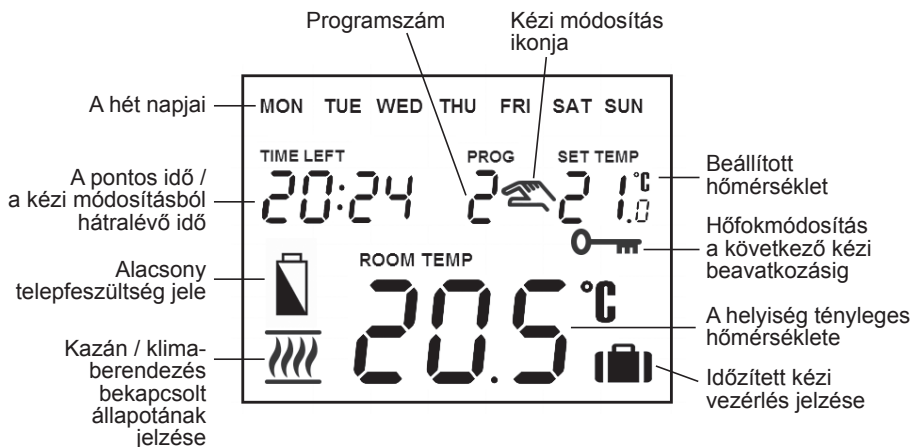 Programszám
Kézi módosítás
ikonja
A hét napjai
MON TUE WED THU FRI SAT SUN
TIME LEFT PROG SET TEMP
20:24 2 21.0 °C
A pontos idő /
a kézi módosításból
hátralévő idő
Beállított
hőmérséklet
Hőfokmódosítás
a következő kézi
beavatkozásig
Alacsony
telepfeszültség jele
ROOM TEMP
20.5 °C
A helyiség tényleges
hőmérséklete
Kazán / klima-
berendezés
bekapcsolt
állapotának
jelzése
Időzített kézi
vezérlés jelzése